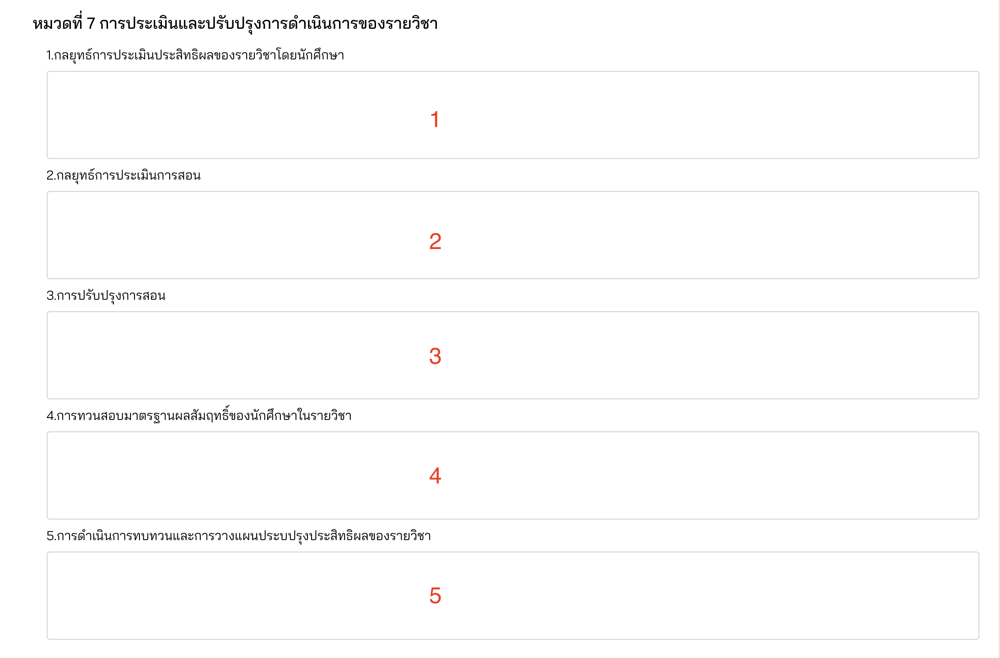 หมวดที่ 7 การประเมินและปรับปรุงการดำเนินการของรายวิชา
1.กลยุทธ์การประเมินประสิทธิผลของรายวิชาโดยนักศึกษา
1
2.กลยุทธ์การประเมินการสอน
2
3.การปรับปรุงการสอน
3
4.การทวนสอบมาตรฐานผลสัมฤทธิ์ของนักศึกษาในรายวิชา
4
5.การดำเนินการทบทวนและการวางแผนประบปรุงประสิทธิผลของรายวิชา
5